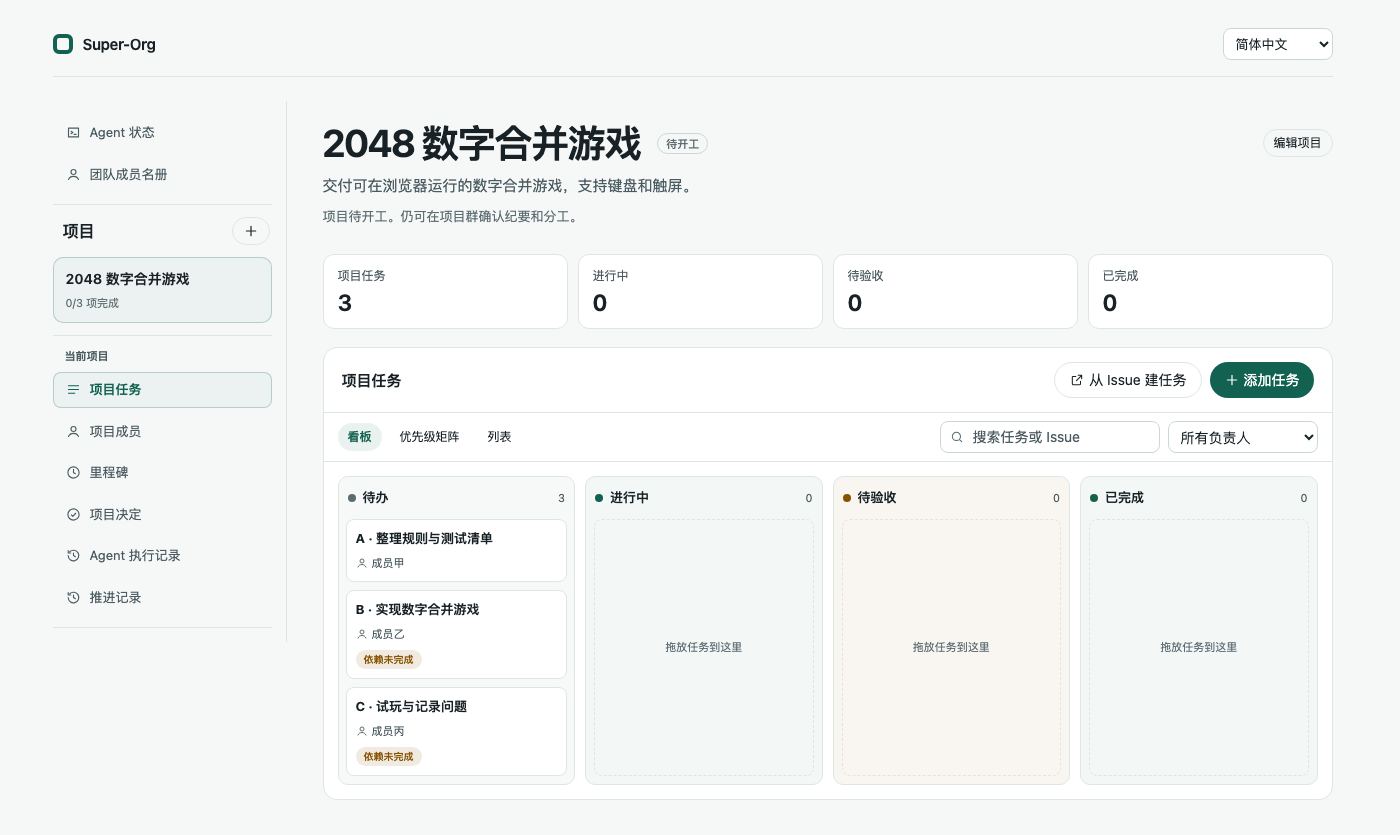 Super-Org
简体中文
Agent 状态
团队成员名册
项目
2048 数字合并游戏
0/3 项完成
当前项目
项目任务
项目成员
里程碑
项目决定
Agent 执行记录
推进记录
2048 数字合并游戏
待开工
编辑项目
交付可在浏览器运行的数字合并游戏，支持键盘和触屏。
项目待开工。仍可在项目群确认纪要和分工。
项目任务
3
进行中
0
待验收
0
已完成
0
项目任务
从 Issue 建任务
添加任务
看板
优先级矩阵
列表
搜索任务或 Issue
所有负责人
待办 3
A · 整理规则与测试清单
成员甲
B · 实现数字合并游戏
成员乙
依赖未完成
C · 试玩与记录问题
成员丙
依赖未完成
进行中 0
拖放任务到这里
待验收 0
拖放任务到这里
已完成 0
拖放任务到这里